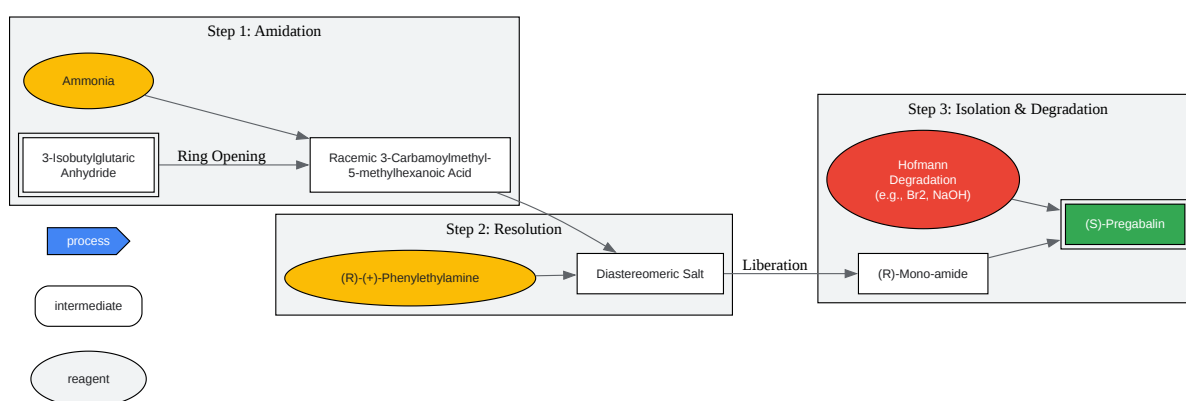 Step 1: Amidation
Ammonia
3-Isobutylglutaric
Anhydride
Ring Opening
Racemic 3-Carbamoylmethyl-
5-methylhexanoic Acid
Step 2: Resolution
(R)-(+)-Phenylethylamine
Diastereomeric Salt
Liberation
Step 3: Isolation & Degradation
Hofmann
Degradation
(e.g., Br2, NaOH)
(R)-Mono-amide
(S)-Pregabalin
process
intermediate
reagent